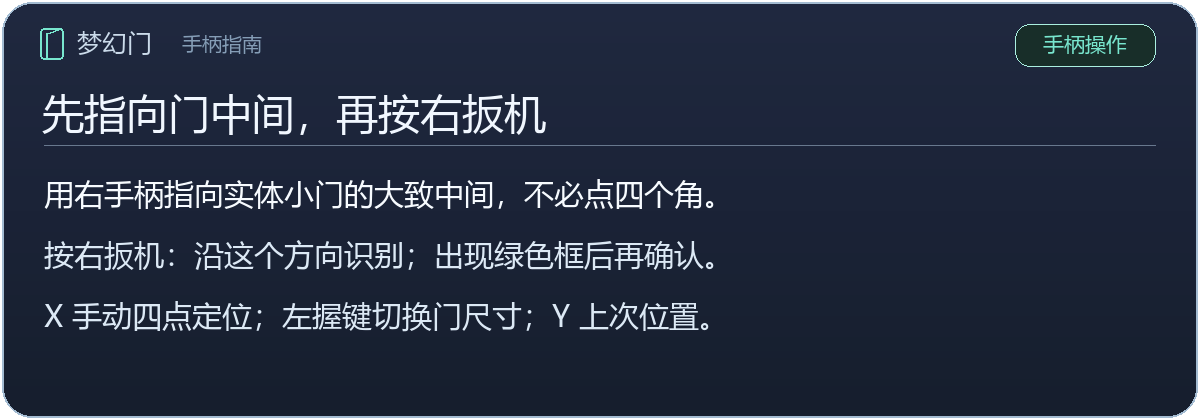 梦幻门 手柄指南 手柄操作
先指向门中间，再按右扳机
用右手柄指向实体小门的大致中间，不必点四个角。
按右扳机：沿这个方向识别；出现绿色框后再确认。
X 手动四点定位；左握键切换门尺寸；Y 上次位置。